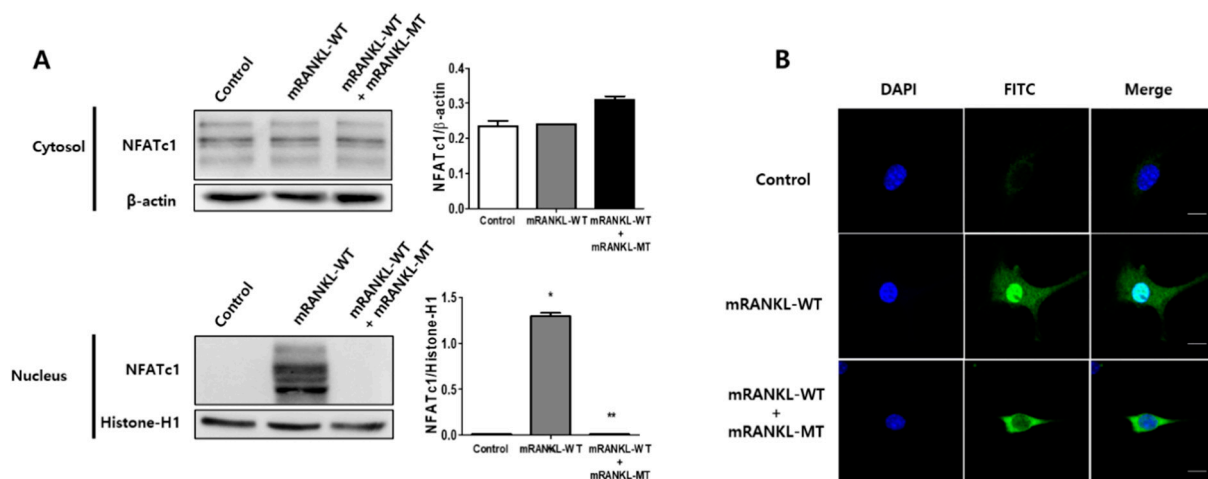 A
Control
mRANKL-WT
mRANKL-WT
+ mRANKL-MT
Cytosol
NFATc1
β-actin
NFATc1/β-actin
0.4
0.3
0.2
0.1
0.0
Control
mRANKL-WT
mRANKL-WT
+
mRANKL-MT
Control
mRANKL-WT
mRANKL-WT
+ mRANKL-MT
Nucleus
NFATc1
Histone-H1
NFATc1/Histone-H1
1.5
1.0
0.5
0.0
*
**
Control
mRANKL-WT
mRANKL-WT
+
mRANKL-MT
B
DAPI FITC Merge
Control
mRANKL-WT
mRANKL-WT
+
mRANKL-MT